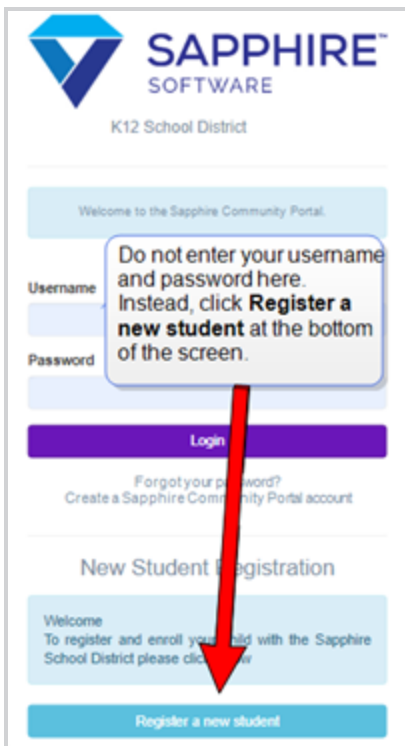 SAPPHIRE™
SOFTWARE
K12 School District
Welcome to the Sapphire Community Portal.
Do not enter your username
and password here.
Instead, click Register a
new student at the bottom
of the screen.
Username
Password
Login
Forgot your password?
Create a Sapphire Community Portal account
New Student Registration
Welcome
To register and enroll your child with the Sapphire
School District please click below
Register a new student